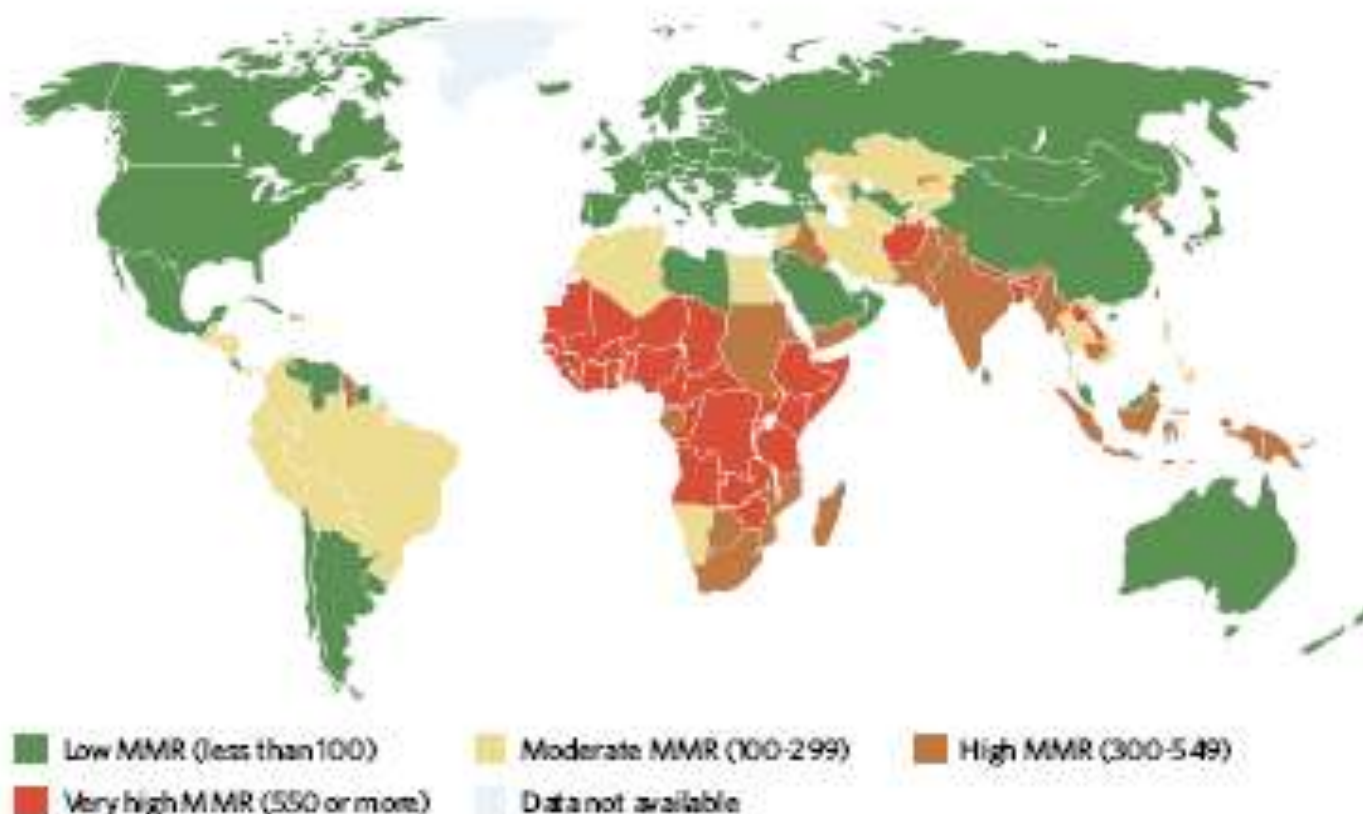 Low MMR (less than 100)
Moderate MMR (100-299)
High MMR (300-549)
Very high MMR (550 or more)
Data not available